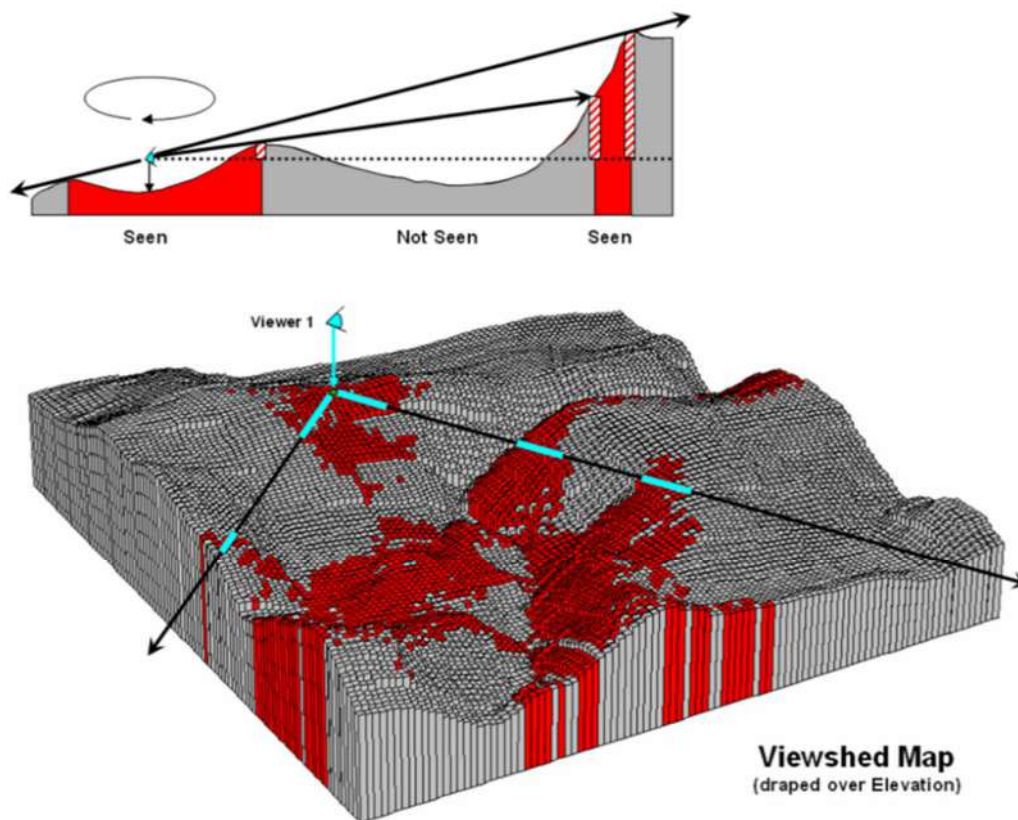 Seen
Not Seen
Seen
Viewer 1
Viewshed Map
(draped over Elevation)